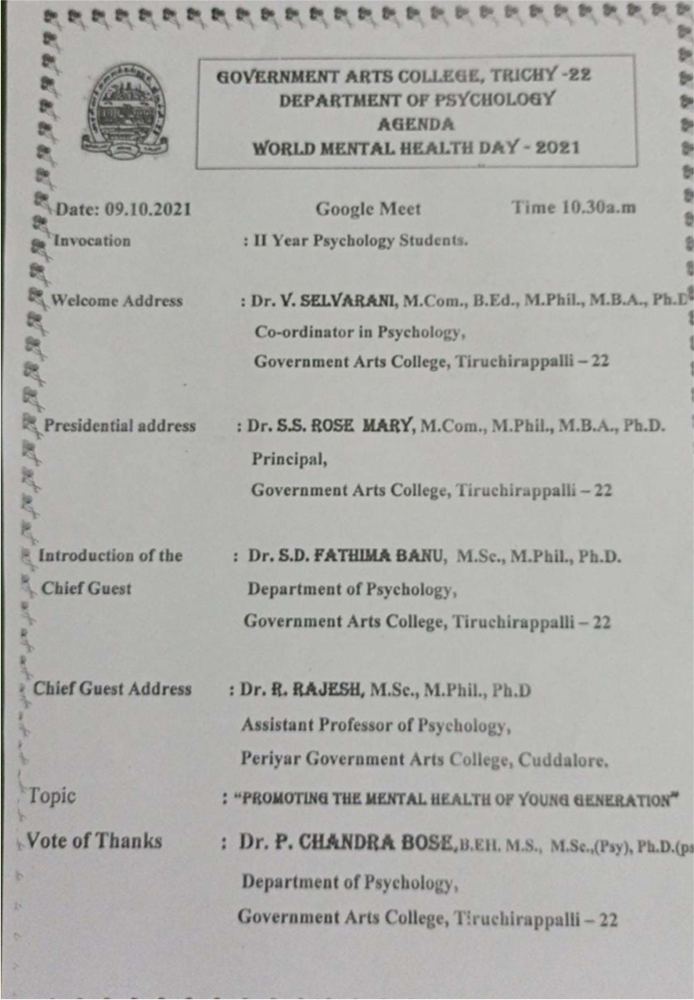 GOVERNMENT ARTS COLLEGE, TRICHY -22
DEPARTMENT OF PSYCHOLOGY
AGENDA
WORLD MENTAL HEALTH DAY - 2021
Date: 09.10.2021 Google Meet Time 10.30a.m
Invocation : II Year Psychology Students.
Welcome Address : Dr. V. SELVARANI, M.Com., B.Ed., M.Phil., M.B.A., Ph.D
Co-ordinator in Psychology,
Government Arts College, Tiruchirappalli – 22
Presidential address : Dr. S.S. ROSE MARY, M.Com., M.Phil., M.B.A., Ph.D.
Principal,
Government Arts College, Tiruchirappalli – 22
Introduction of the : Dr. S.D. FATHIMA BANU, M.Sc., M.Phil., Ph.D.
Chief Guest Department of Psychology,
Government Arts College, Tiruchirappalli – 22
Chief Guest Address : Dr. R. RAJESH, M.Sc., M.Phil., Ph.D
Assistant Professor of Psychology,
Periyar Government Arts College, Cuddalore.
Topic : “PROMOTING THE MENTAL HEALTH OF YOUNG GENERATION”
Vote of Thanks : Dr. P. CHANDRA BOSE, B.EH. M.S., M.Sc.,(Psy), Ph.D.(ps
Department of Psychology,
Government Arts College, Tiruchirappalli – 22